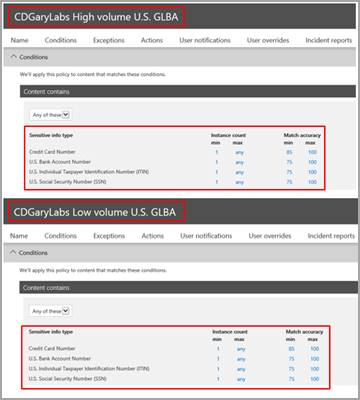 CDGaryLabs High volume U.S. GLBA
Name Conditions Exceptions Actions User notifications User overrides Incident reports
Conditions
We'll apply this policy to content that matches these conditions.
Content contains
Any of these
Sensitive info type Instance count Match accuracy
min max min max
Credit Card Number 1 any 85 100
U.S. Bank Account Number 1 any 75 100
U.S. Individual Taxpayer Identification Number (ITIN) 1 any 75 100
U.S. Social Security Number (SSN) 1 any 75 100
CDGaryLabs Low volume U.S. GLBA
Name Conditions Exceptions Actions User notifications User overrides Incident reports
Conditions
We'll apply this policy to content that matches these conditions.
Content contains
Any of these
Sensitive info type Instance count Match accuracy
min max min max
Credit Card Number 1 any 85 100
U.S. Bank Account Number 1 any 75 100
U.S. Individual Taxpayer Identification Number (ITIN) 1 any 75 100
U.S. Social Security Number (SSN) 1 any 75 100